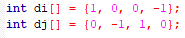 int di[] = {1, 0, 0, -1};
int dj[] = {0, -1, 1, 0};